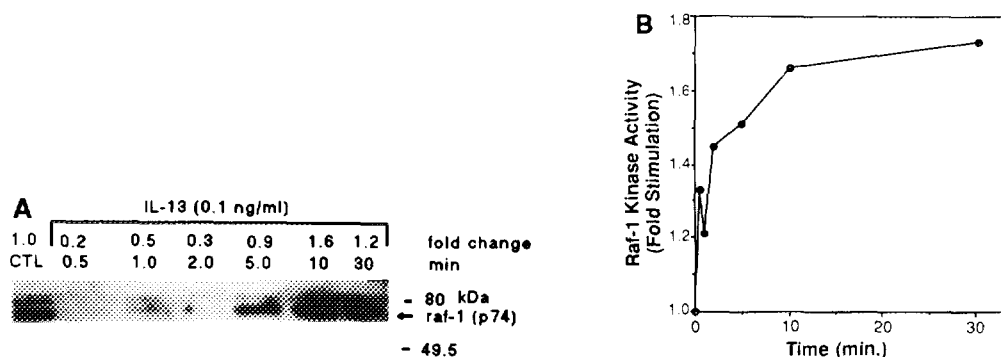 A
IL-13 (0.1 ng/ml)
1.0 0.2 0.5 0.3 0.9 1.6 1.2 fold change
CTL 0.5 1.0 2.0 5.0 10 30 min
- 80 kDa
raf-1 (p74)
- 49.5
B
Raf-1 Kinase Activity
(Fold Stimulation)
1.8
1.6
1.4
1.2
1.0
0 10 20 30
Time (min.)